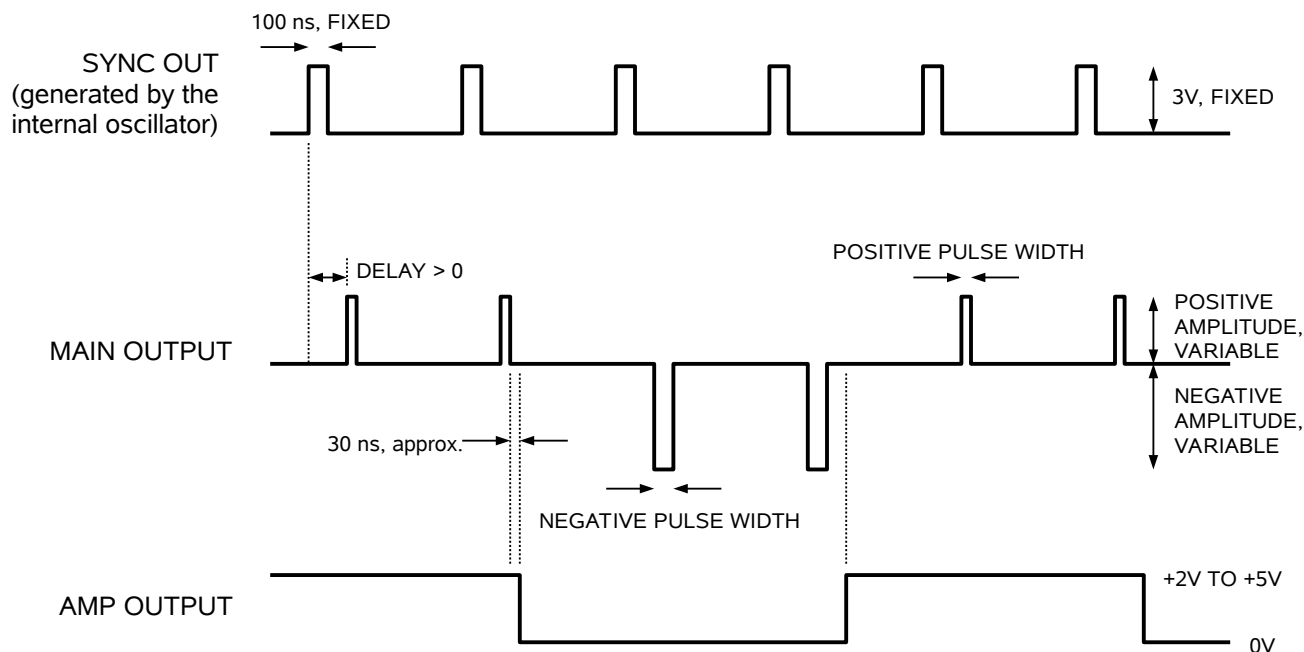 100 ns, FIXED
SYNC OUT
(generated by the
internal oscillator)
3V, FIXED
DELAY > 0
POSITIVE PULSE WIDTH
MAIN OUTPUT
POSITIVE
AMPLITUDE,
VARIABLE
NEGATIVE
AMPLITUDE,
VARIABLE
30 ns, approx.
NEGATIVE PULSE WIDTH
AMP OUTPUT
+2V TO +5V
0V